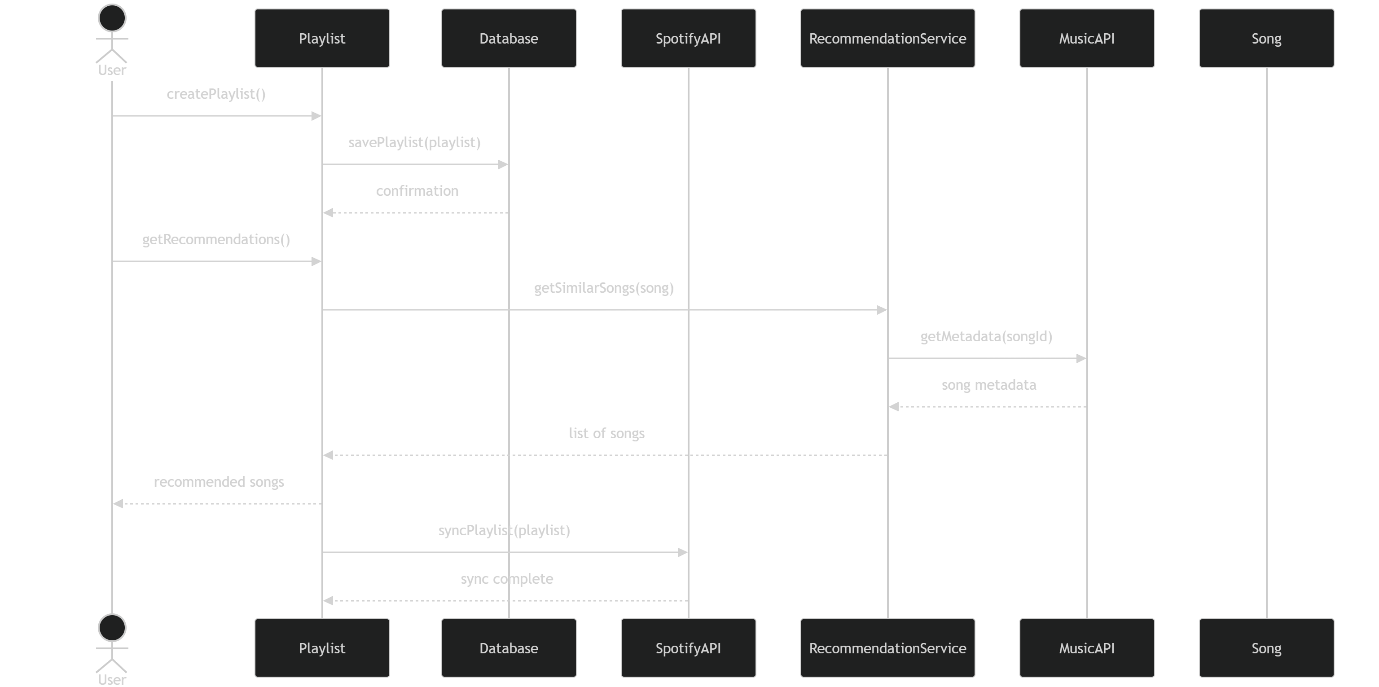 User
Playlist
Database
SpotifyAPI
RecommendationService
MusicAPI
Song
createPlaylist()
savePlaylist(playlist)
confirmation
getRecommendations()
getSimilarSongs(song)
getMetadata(songId)
song metadata
list of songs
recommended songs
syncPlaylist(playlist)
sync complete
User
Playlist
Database
SpotifyAPI
RecommendationService
MusicAPI
Song